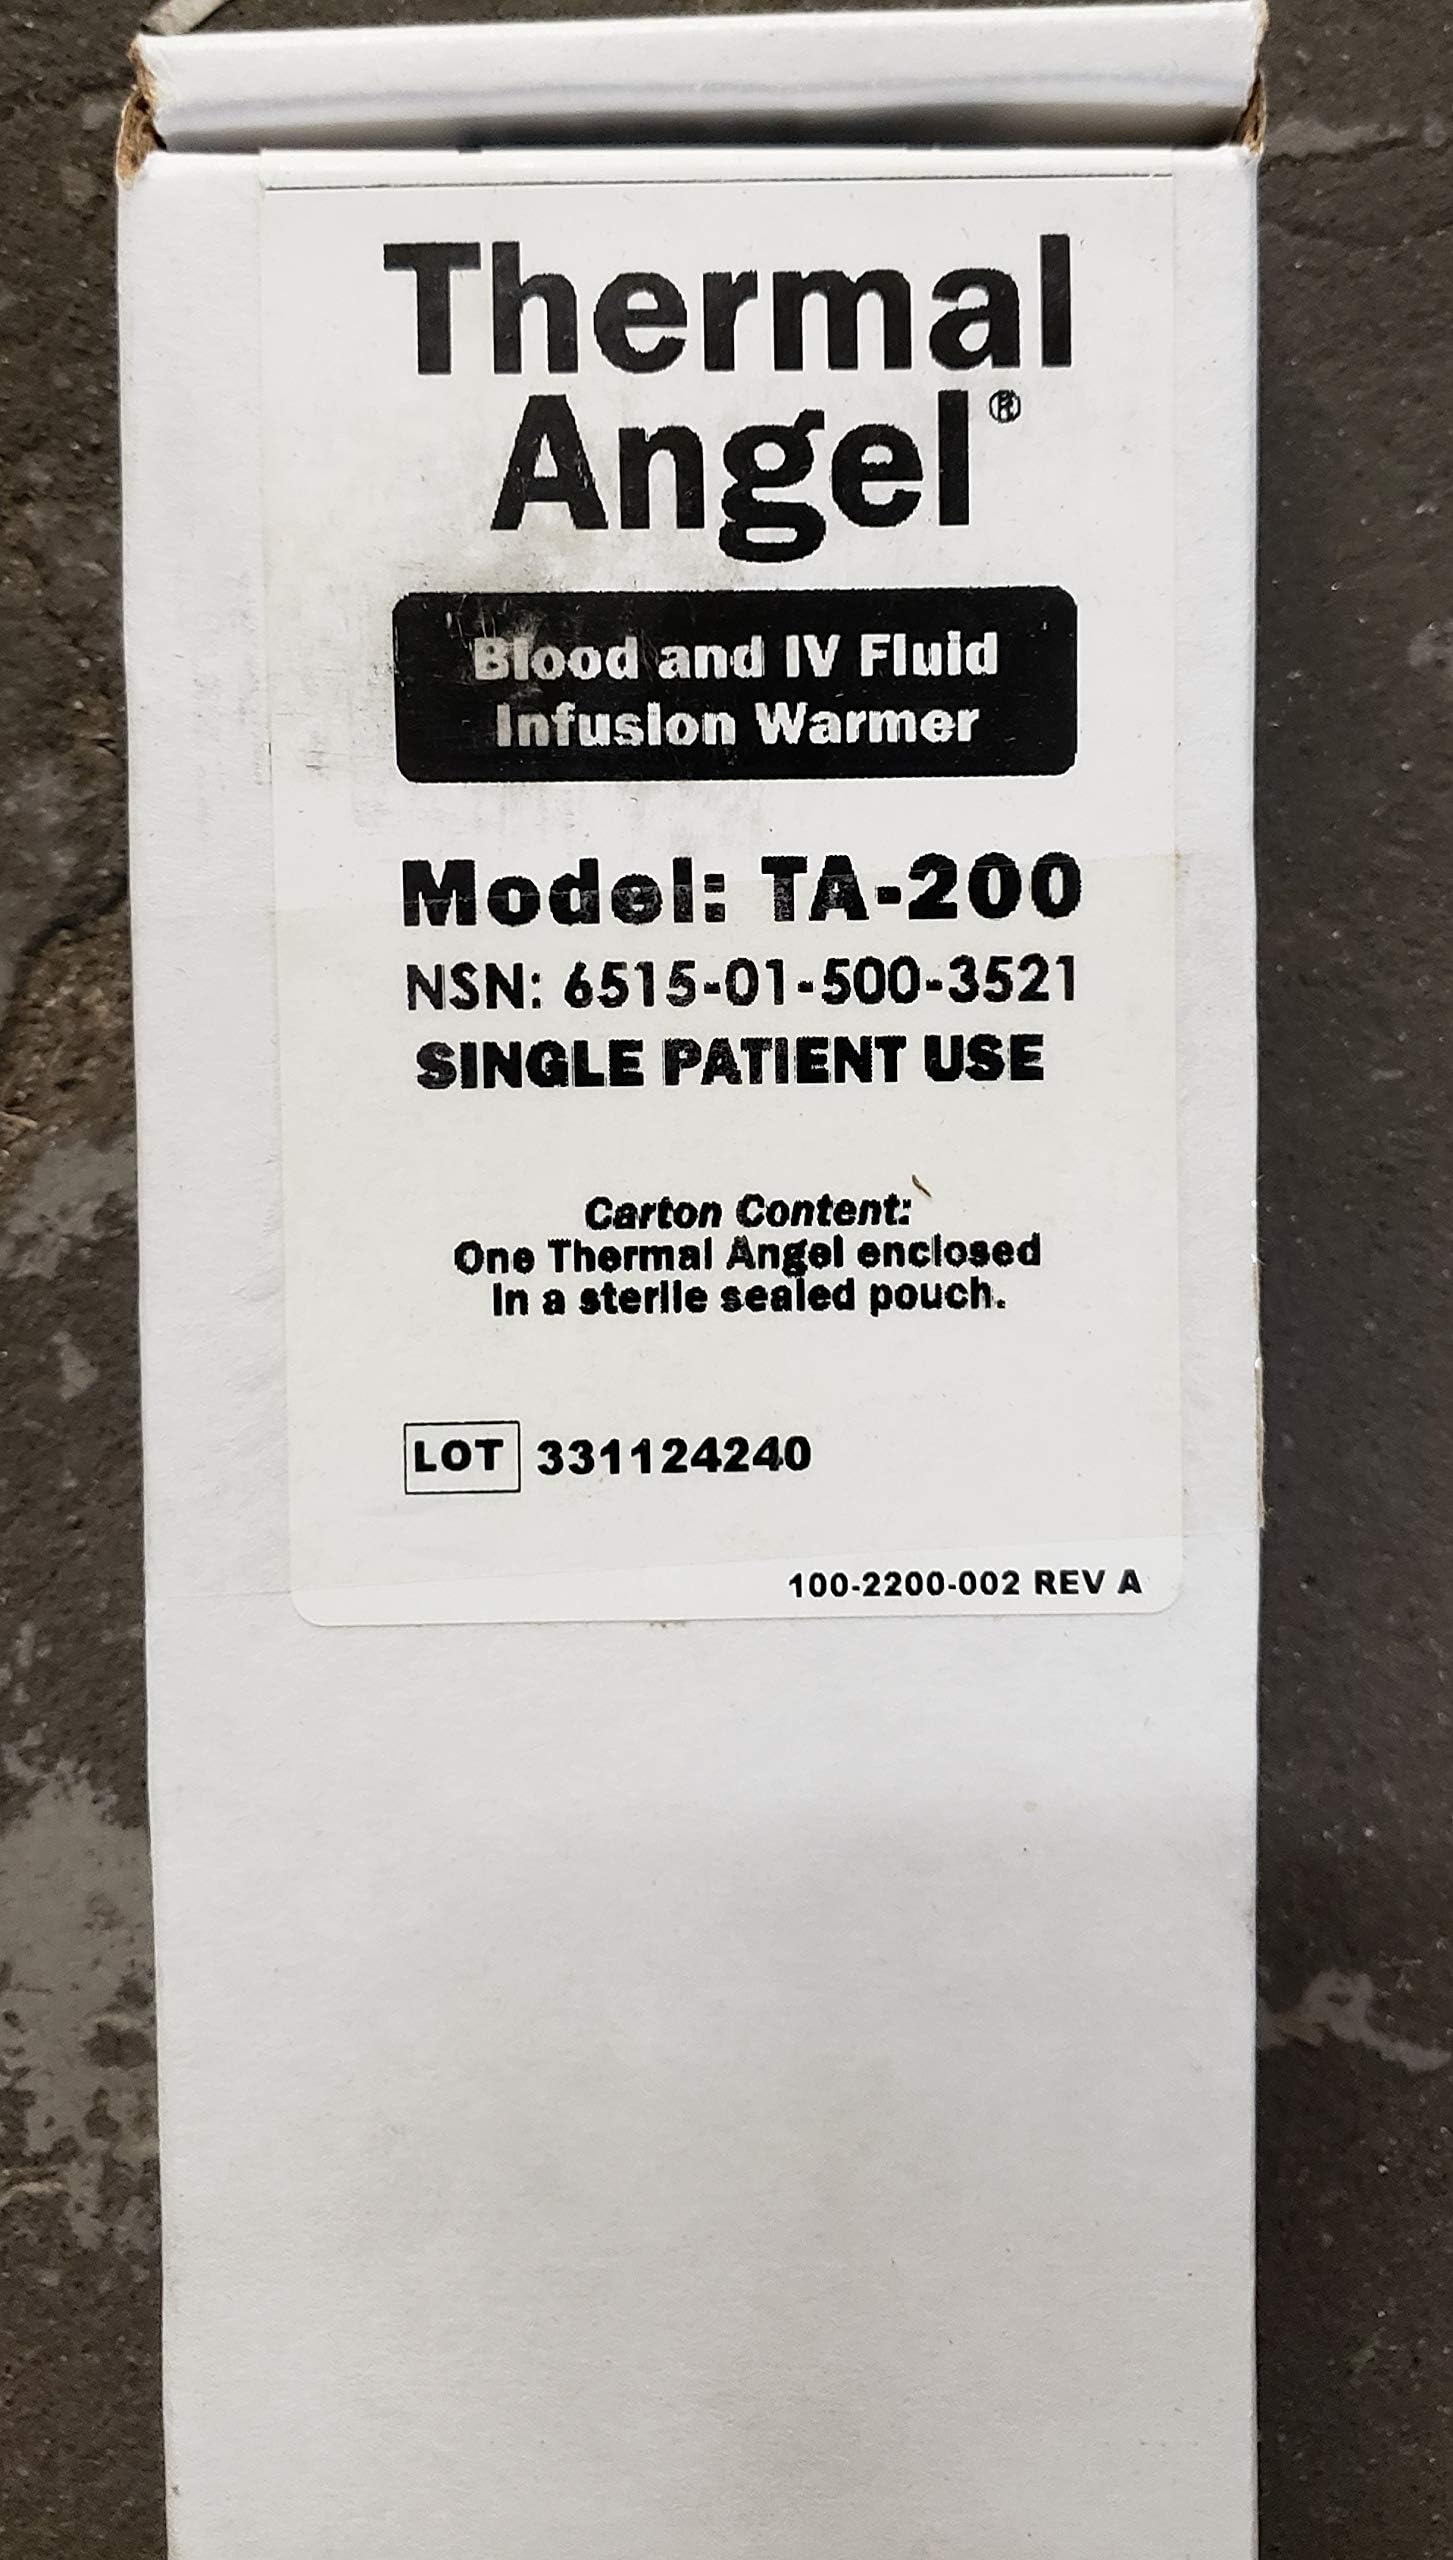 Thermal
Angel®
Blood and IV Fluid
Infusion Warmer
Model: TA-200
NSN: 6515-01-500-3521
SINGLE PATIENT USE
Carton Content:
One Thermal Angel enclosed
in a sterile sealed pouch.
LOT 331124240
100-2200-002 REV A